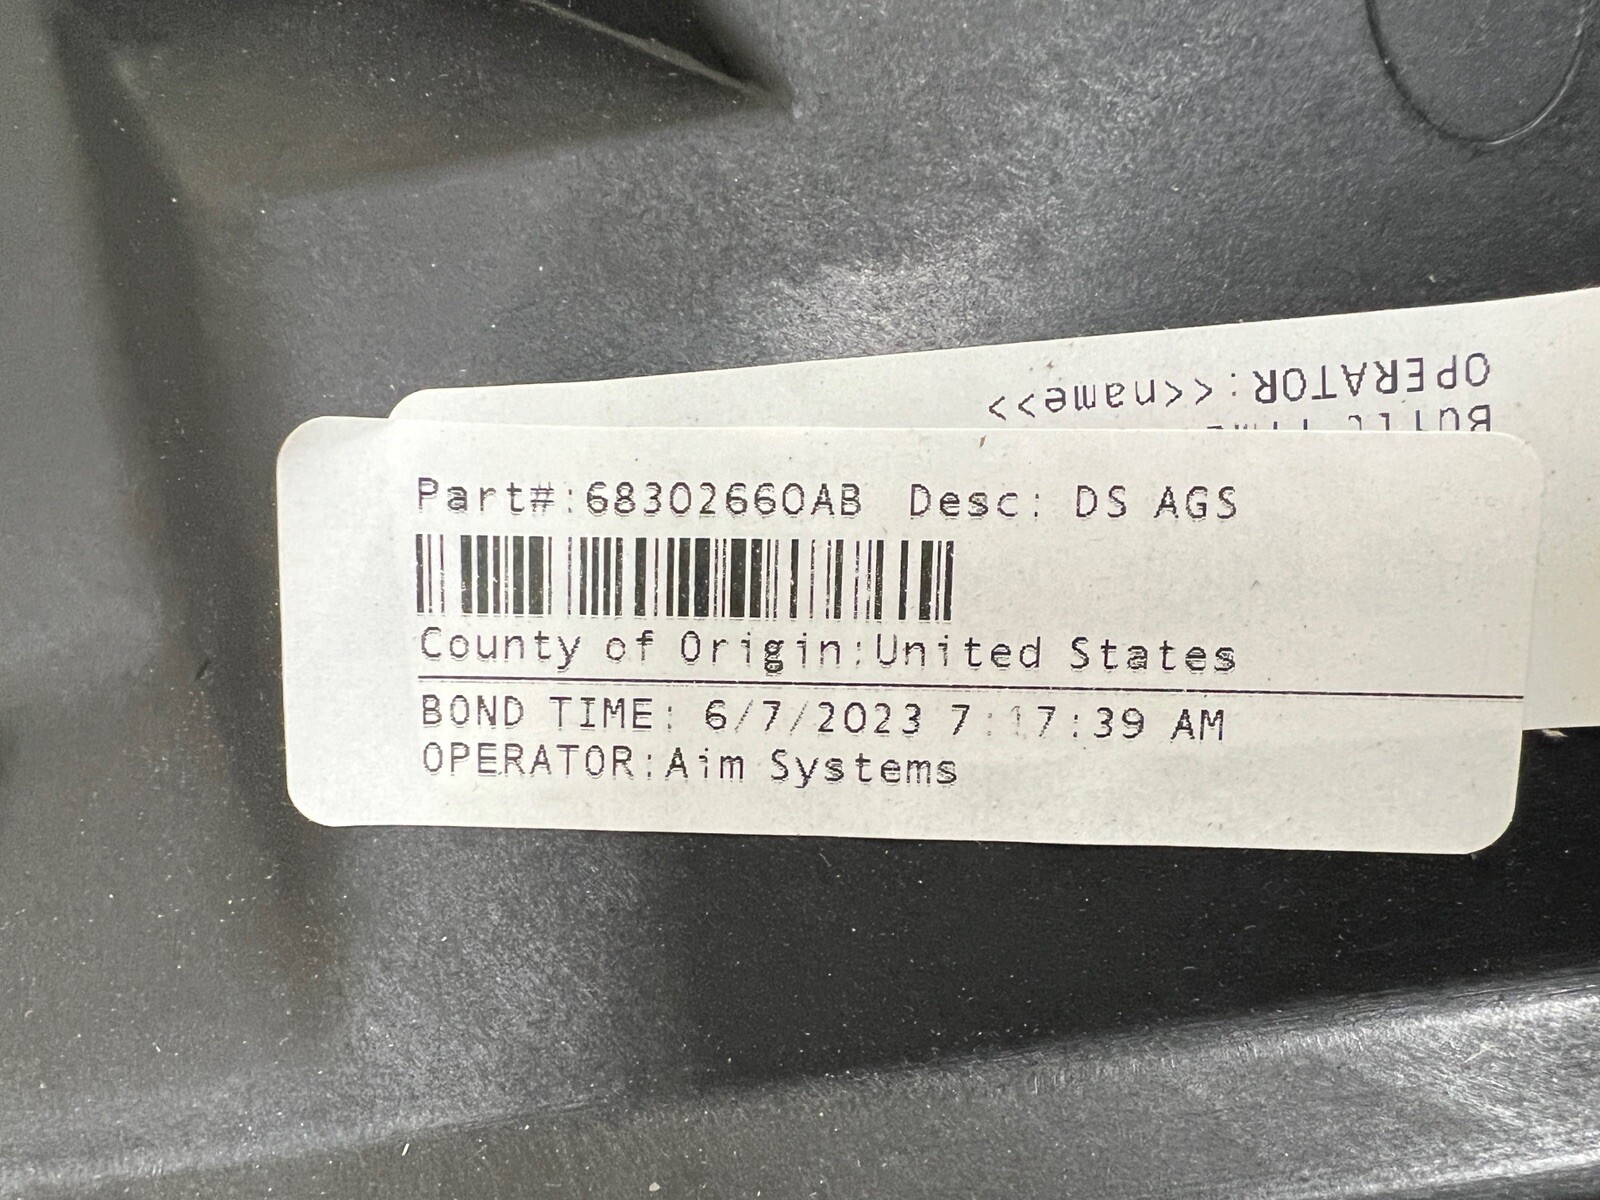 OPERATOR:<<name>>
Part#:68302660AB Desc: DS AGS
County of Origin:United States
BOND TIME: 6/7/2023 7:17:39 AM
OPERATOR:Aim Systems